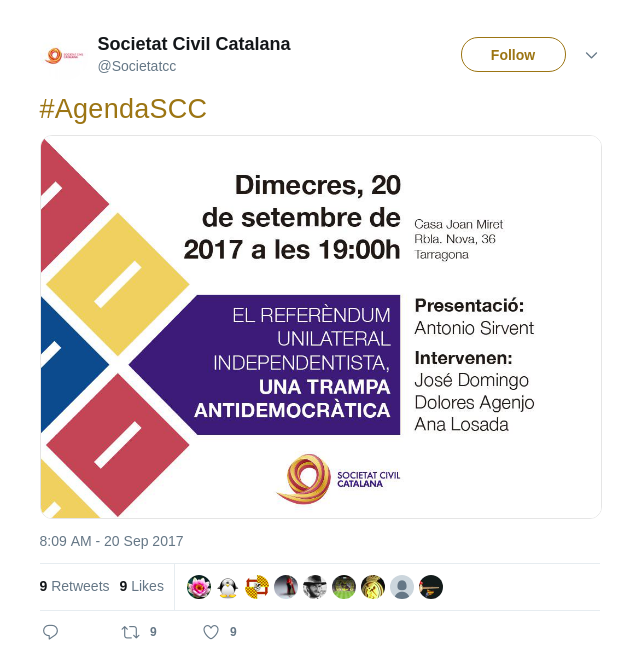 Societat Civil Catalana
@Societatcc
Follow
#AgendaSCC
Dimecres, 20
de setembre de
2017 a les 19:00h
Casa Joan Miret
Rbla. Nova, 36
Tarragona
EL REFERÈNDUM
UNILATERAL
INDEPENDENTISTA,
UNA TRAMPA
ANTIDEMOCRÀTICA
Presentació:
Antonio Sirvent
Intervenen:
José Domingo
Dolores Agenjo
Ana Losada
SOCIETAT CIVIL
CATALANA
8:09 AM - 20 Sep 2017
9 Retweets 9 Likes
9 9